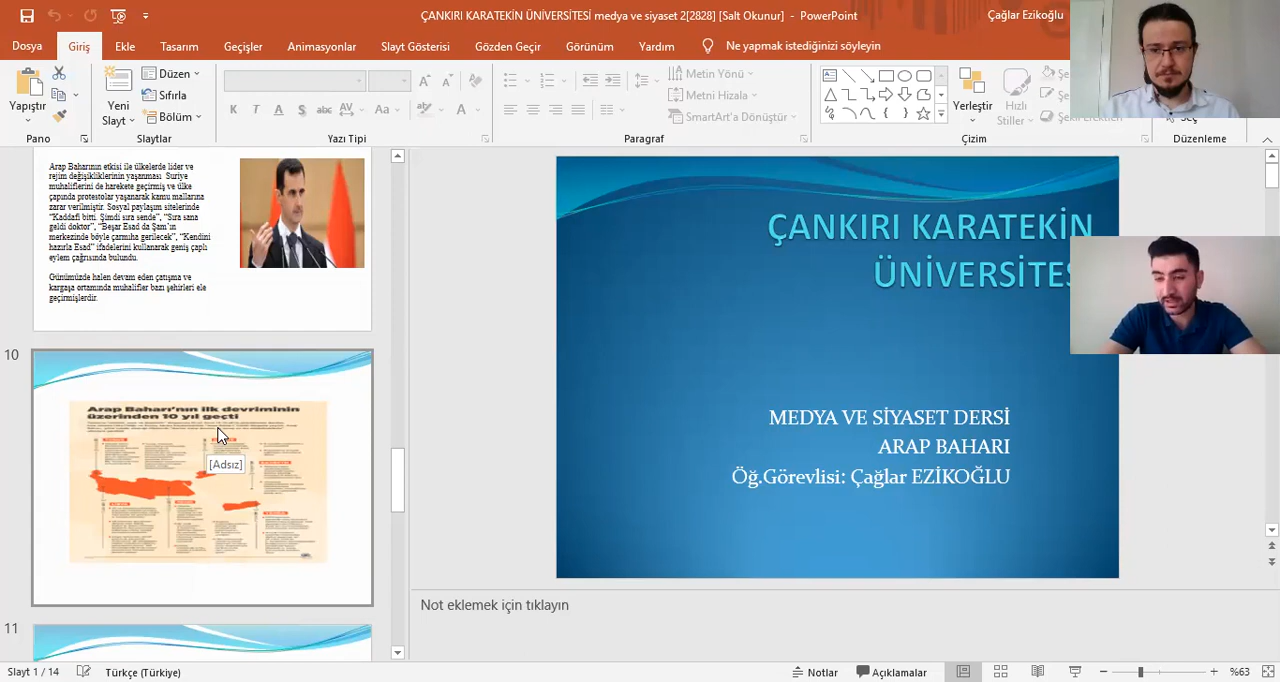 ÇANKIRI KARATEKİN ÜNİVERSİTESİ medya ve siyaset 2[2828] [Salt Okunur] - PowerPoint
Çağlar Ezikoğlu
Dosya Giriş Ekle Tasarım Geçişler Animasyonlar Slayt Gösterisi Gözden Geçir Görünüm Yardım Ne yapmak istediğinizi söyleyin
Yapıştır
Yeni
Slayt
Düzen
Sıfırla
Bölüm
K T A S abc AV Aa A
Metin Yönü
Metni Hizala
SmartArt'a Dönüştür
Yerleştir
Hızlı
Stiller
Şekil Efektleri
Seç
Pano Slaytlar Yazı Tipi Paragraf Çizim Düzenleme
Arap Baharının etkisi ile ülkelerde lider ve
rejim değişikliklerinin yaşanması Suriye
muhaliflerini de harekete geçirmiş ve ülke
çapında protestolar yaşanarak kamu mallarına
zarar verilmiştir. Sosyal paylaşım sitelerinde
"Kaddafi bitti. Şimdi sıra sende", "Sıra sana
geldi doktor", "Beşar Esad da Şam'ın
merkezinde böyle çarmıha gerilecek", "Kendini
hazırla Esad" ifadelerini kullanarak geniş çaplı
eylem çağrısında bulundu.
Günümüzde halen devam eden çatışma ve
kargaşa ortamında muhalifler bazı şehirleri ele
geçirmişlerdir.
10
Arap Baharı'nın ilk devriminin
üzerinden 10 yıl geçti
[Adsız]
11
ÇANKIRI KARATEKİN
ÜNİVERSİTES
MEDYA VE SİYASET DERSİ
ARAP BAHARI
Öğ.Görevlisi: Çağlar EZİKOĞLU
Not eklemek için tıklayın
Slayt 1 / 14 Türkçe (Türkiye) Notlar Açıklamalar %63